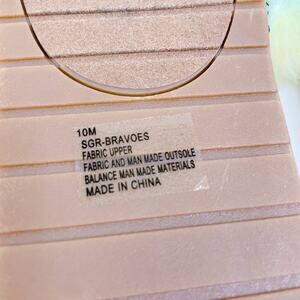 10M
SGR-BRAVOES
FABRIC UPPER
FABRIC AND MAN MADE OUTSOLE
BALANCE MAN MADE MATERIALS
MADE IN CHINA